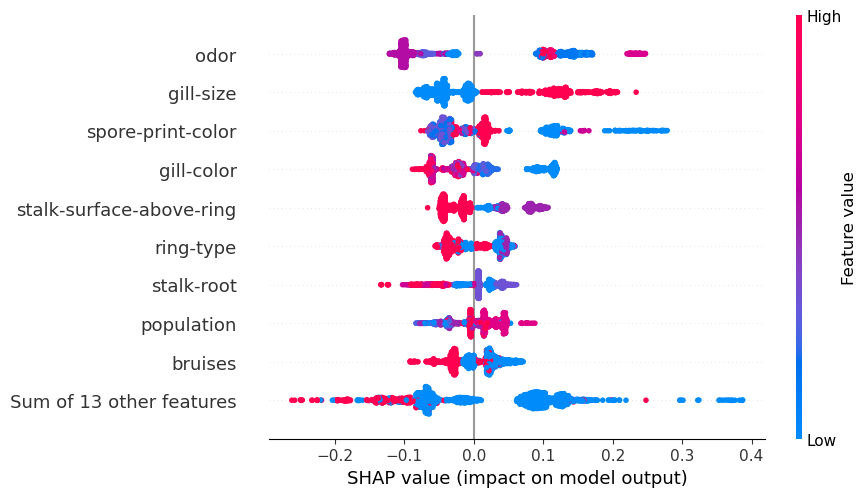 High
odor
gill-size
spore-print-color
gill-color
stalk-surface-above-ring
ring-type
stalk-root
population
bruises
Sum of 13 other features
Feature value
Low
−0.2 −0.1 0.0 0.1 0.2 0.3 0.4
SHAP value (impact on model output)